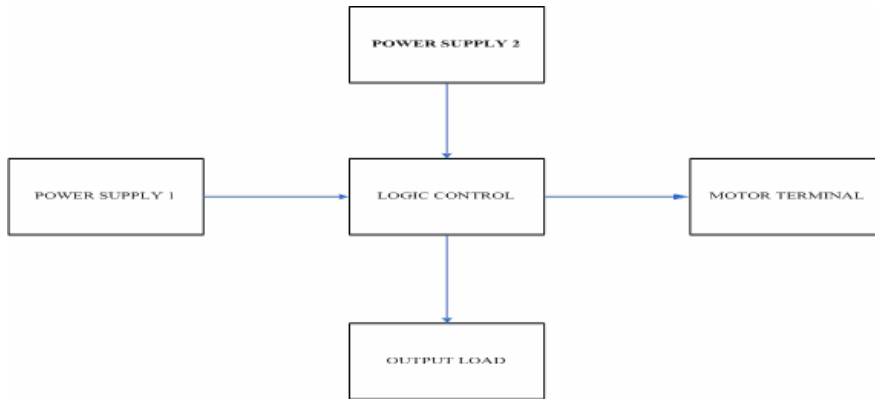 POWER SUPPLY 2
POWER SUPPLY 1
LOGIC CONTROL
MOTOR TERMINAL
OUTPUT LOAD